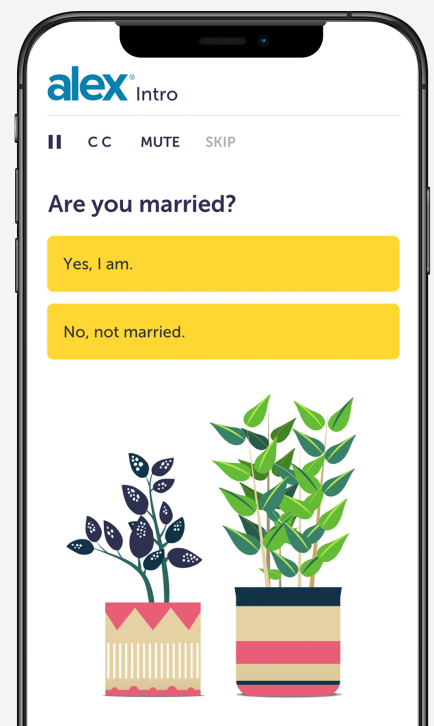 alex® Intro
CC MUTE SKIP
Are you married?
Yes, I am.
No, not married.